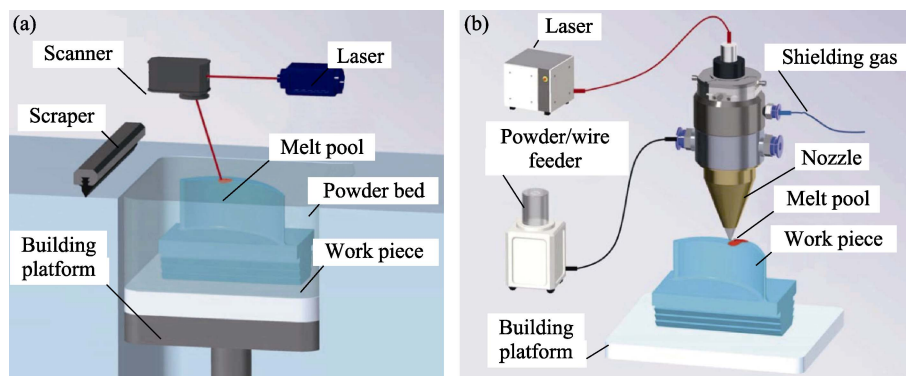 (a)
Scanner
Laser
Scraper
Melt pool
Powder bed
Building
platform
Work piece
(b)
Laser
Shielding gas
Powder/wire
feeder
Nozzle
Melt pool
Work piece
Building
platform